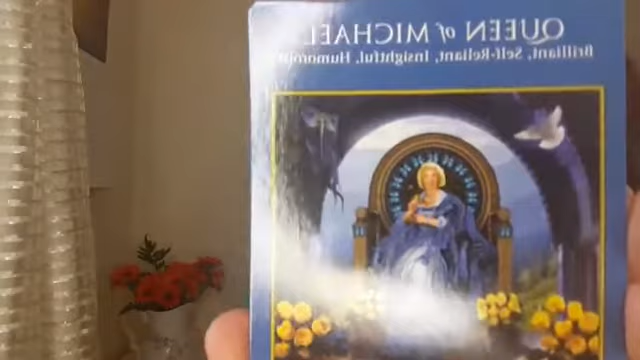 QUEEN of MICHAEL
Brilliant, Self-Reliant, Insightful, Humorous